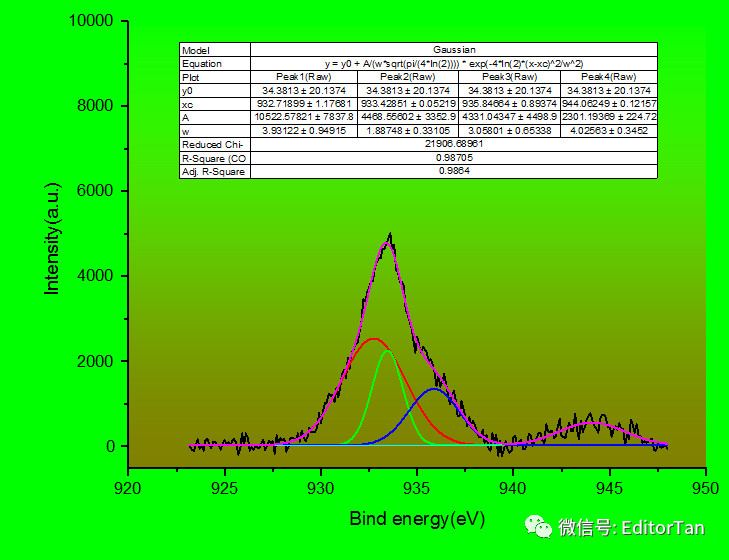 10000
8000
6000
4000
2000
0
Intensity(a.u.)
Model Gaussian
Equation y = y0 + A/(w*sqrt(pi/(4*ln(2)))) * exp(-4*ln(2)*(x-xc)^2/w^2)
Plot Peak1(Raw) Peak2(Raw) Peak3(Raw) Peak4(Raw)
y0 34.3813 ± 20.1374 34.3813 ± 20.1374 34.3813 ± 20.1374 34.3813 ± 20.1374
xc 932.71899 ± 1.17681 933.42851 ± 0.05219 935.84664 ± 0.89374 944.06249 ± 0.12157
A 10522.57821 ± 7837.8 4468.55602 ± 3352.9 4331.04347 ± 4498.9 2301.19369 ± 224.72
w 3.93122 ± 0.94915 1.88748 ± 0.33105 3.05801 ± 0.65338 4.02563 ± 0.3452
Reduced Chi- 21906.68961
R-Square (CO 0.98705
Adj. R-Square 0.9864
920 925 930 935 940 945 950
Bind energy(eV)
微信号: EditorTan